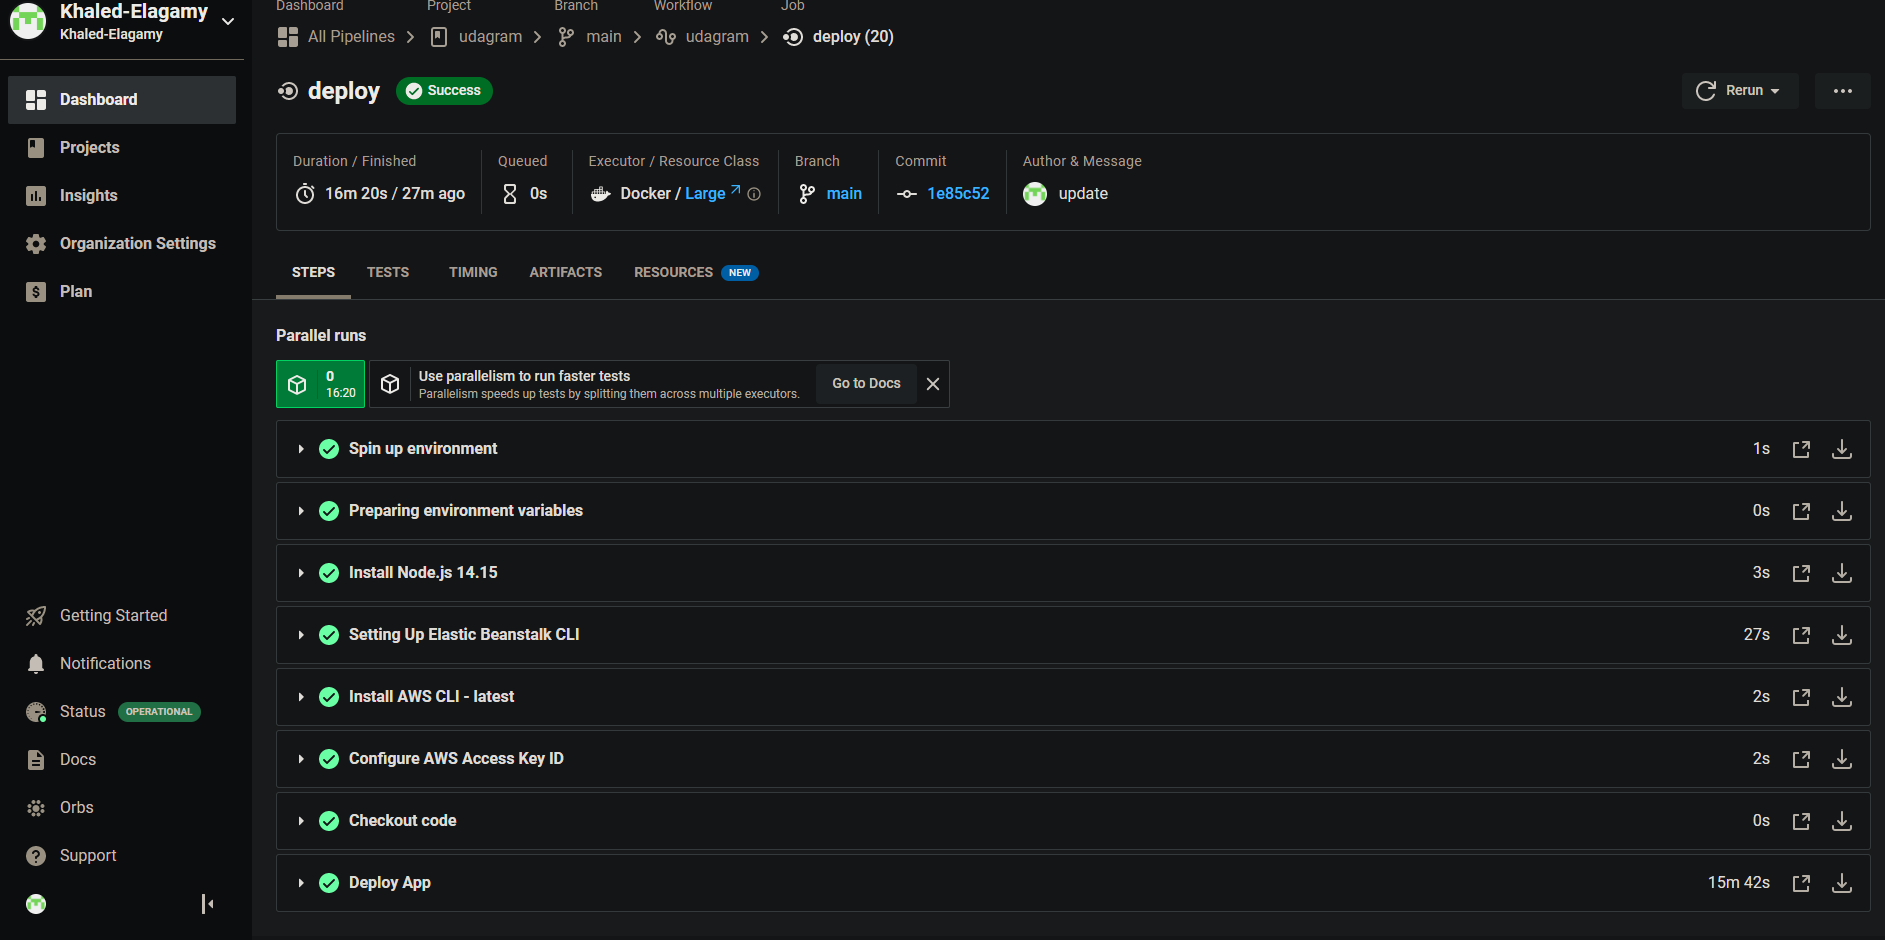 Khaled-Elagamy
Khaled-Elagamy
Dashboard
Projects
Insights
Organization Settings
$ Plan
Getting Started
Notifications
Status OPERATIONAL
Docs
Orbs
? Support
Dashboard Project Branch Workflow Job
All Pipelines udagram main udagram deploy (20)
deploy Success
Rerun
Duration / Finished Queued Executor / Resource Class Branch Commit Author & Message
16m 20s / 27m ago 0s Docker / Large main 1e85c52 update
STEPS TESTS TIMING ARTIFACTS RESOURCES NEW
Parallel runs
0
16:20
Use parallelism to run faster tests
Parallelism speeds up tests by splitting them across multiple executors.
Go to Docs
Spin up environment 1s
Preparing environment variables 0s
Install Node.js 14.15 3s
Setting Up Elastic Beanstalk CLI 27s
Install AWS CLI - latest 2s
Configure AWS Access Key ID 2s
Checkout code 0s
Deploy App 15m 42s